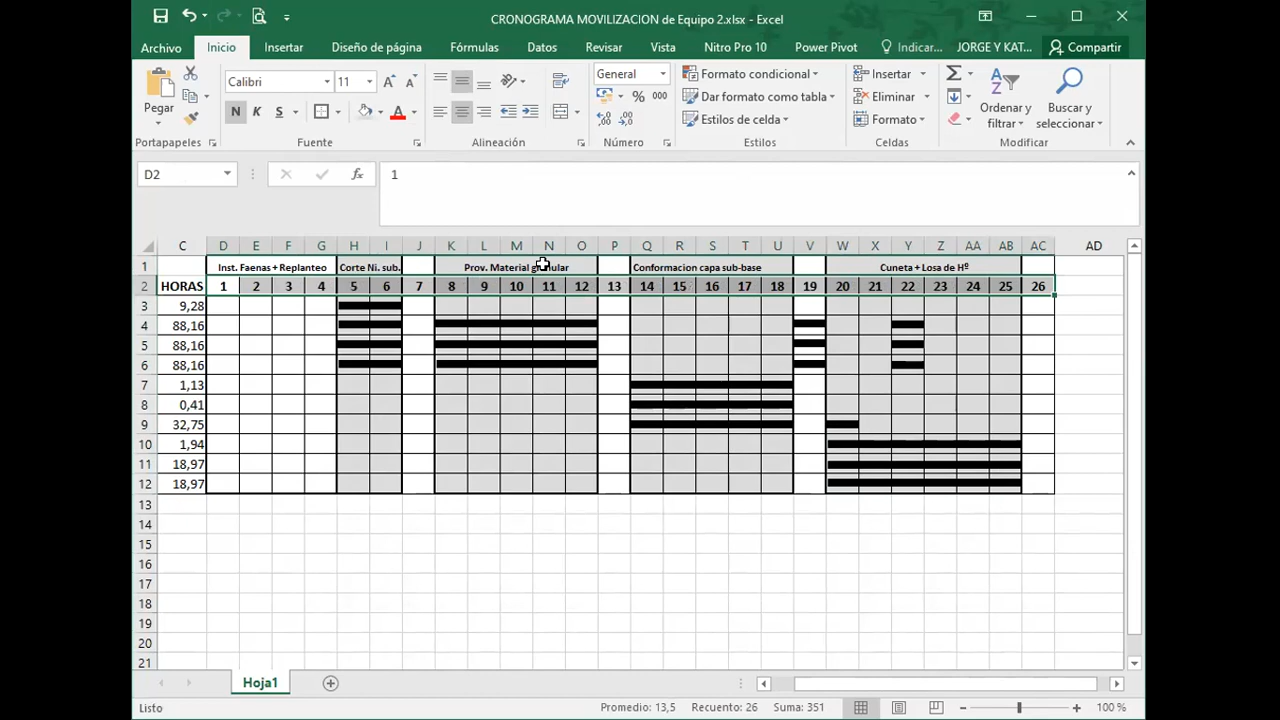 CRONOGRAMA MOVILIZACION de Equipo 2.xlsx - Excel
Archivo Inicio Insertar Diseño de página Fórmulas Datos Revisar Vista Nitro Pro 10 Power Pivot Indicar... JORGE Y KAT... Compartir
Pegar
Calibri 11
N K S
General
% 000
Formato condicional
Dar formato como tabla
Estilos de celda
Insertar
Eliminar
Formato
Ordenar y filtrar
Buscar y seleccionar
Portapapeles Fuente Alineación Número Estilos Celdas Modificar
D2 fx 1
C D E F G H I J K L M N O P Q R S T U V W X Y Z AA AB AC AD
1 Inst. Faenas + Replanteo Corte Ni. sub. Prov. Material granular Conformacion capa sub-base Cuneta + Losa de Hº
2 HORAS 1 2 3 4 5 6 7 8 9 10 11 12 13 14 15 16 17 18 19 20 21 22 23 24 25 26
3 9,28
4 88,16
5 88,16
6 88,16
7 1,13
8 0,41
9 32,75
10 1,94
11 18,97
12 18,97
13
14
15
16
17
18
19
20
21
Hoja1
Listo Promedio: 13,5 Recuento: 26 Suma: 351 100 %